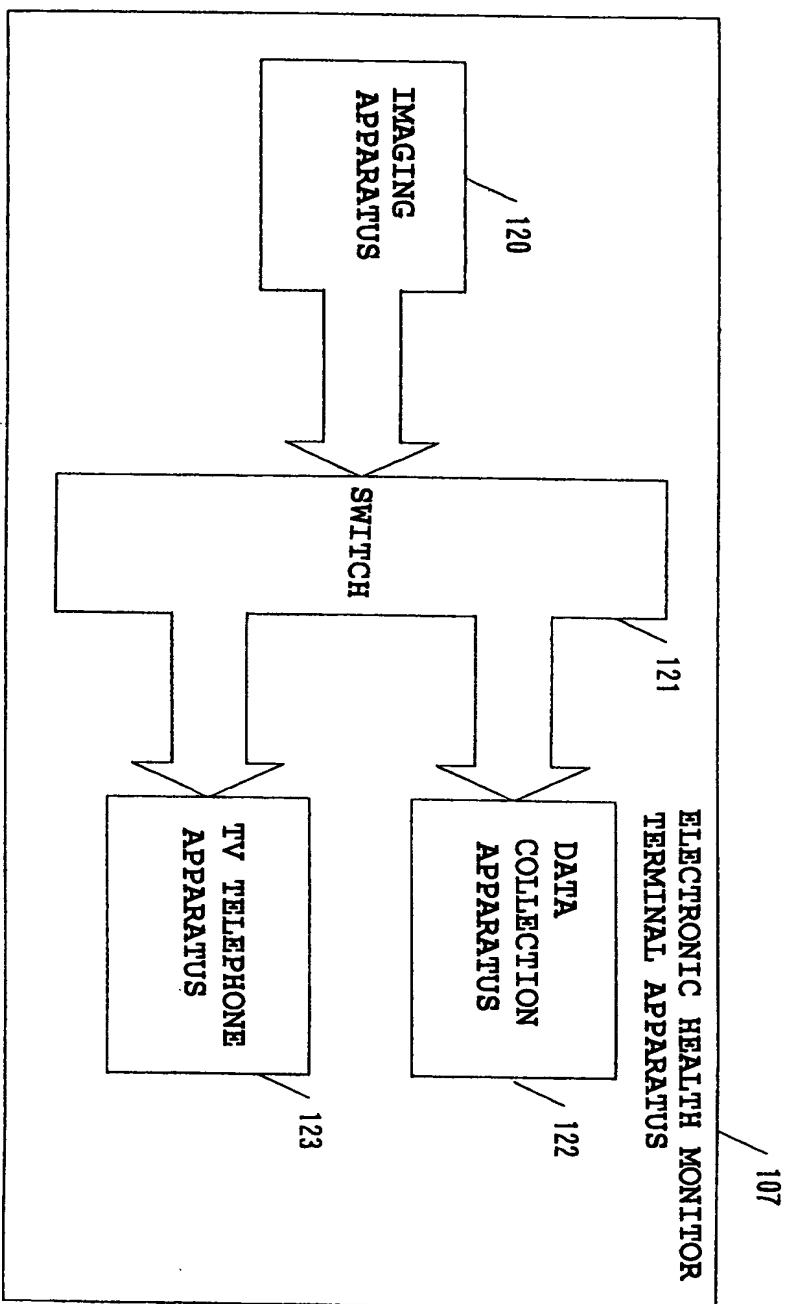 107
ELECTRONIC HEALTH MONITOR
TERMINAL APPARATUS
120
IMAGING
APPARATUS
121
SWITCH
122
DATA
COLLECTION
APPARATUS
123
TV TELEPHONE
APPARATUS